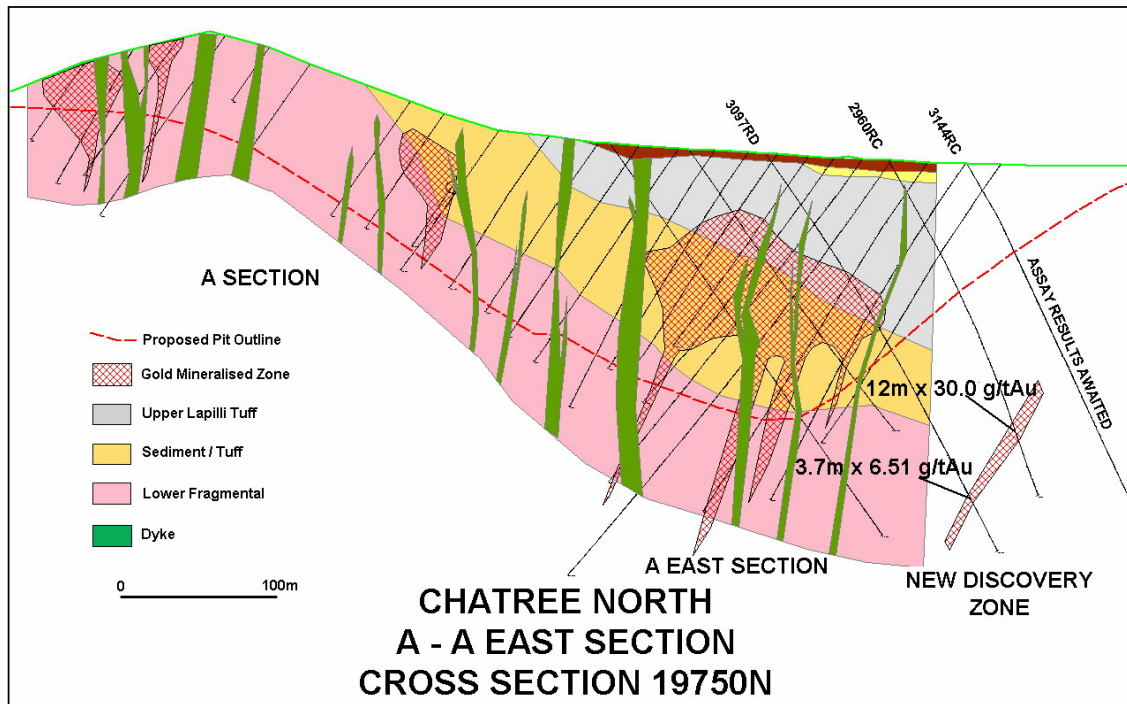 3097RD
2960RC
3144RC
ASSAY RESULTS AWAITED
A SECTION
Proposed Pit Outline
Gold Mineralised Zone
Upper Lapilli Tuff
Sediment / Tuff
Lower Fragmental
Dyke
0 100m
12m x 30.0 g/tAu
3.7m x 6.51 g/tAu
A EAST SECTION
NEW DISCOVERY
ZONE
CHATREE NORTH
A - A EAST SECTION
CROSS SECTION 19750N